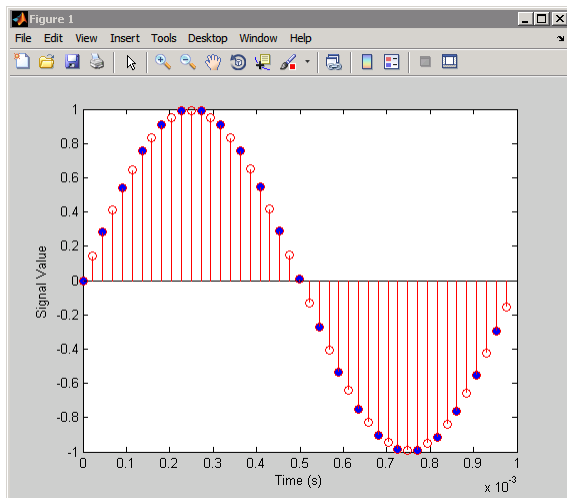 Figure 1
File Edit View Insert Tools Desktop Window Help
1
0.8
0.6
0.4
0.2
0
-0.2
-0.4
-0.6
-0.8
-1
Signal Value
0 0.1 0.2 0.3 0.4 0.5 0.6 0.7 0.8 0.9 1
Time (s)
x 10^-3